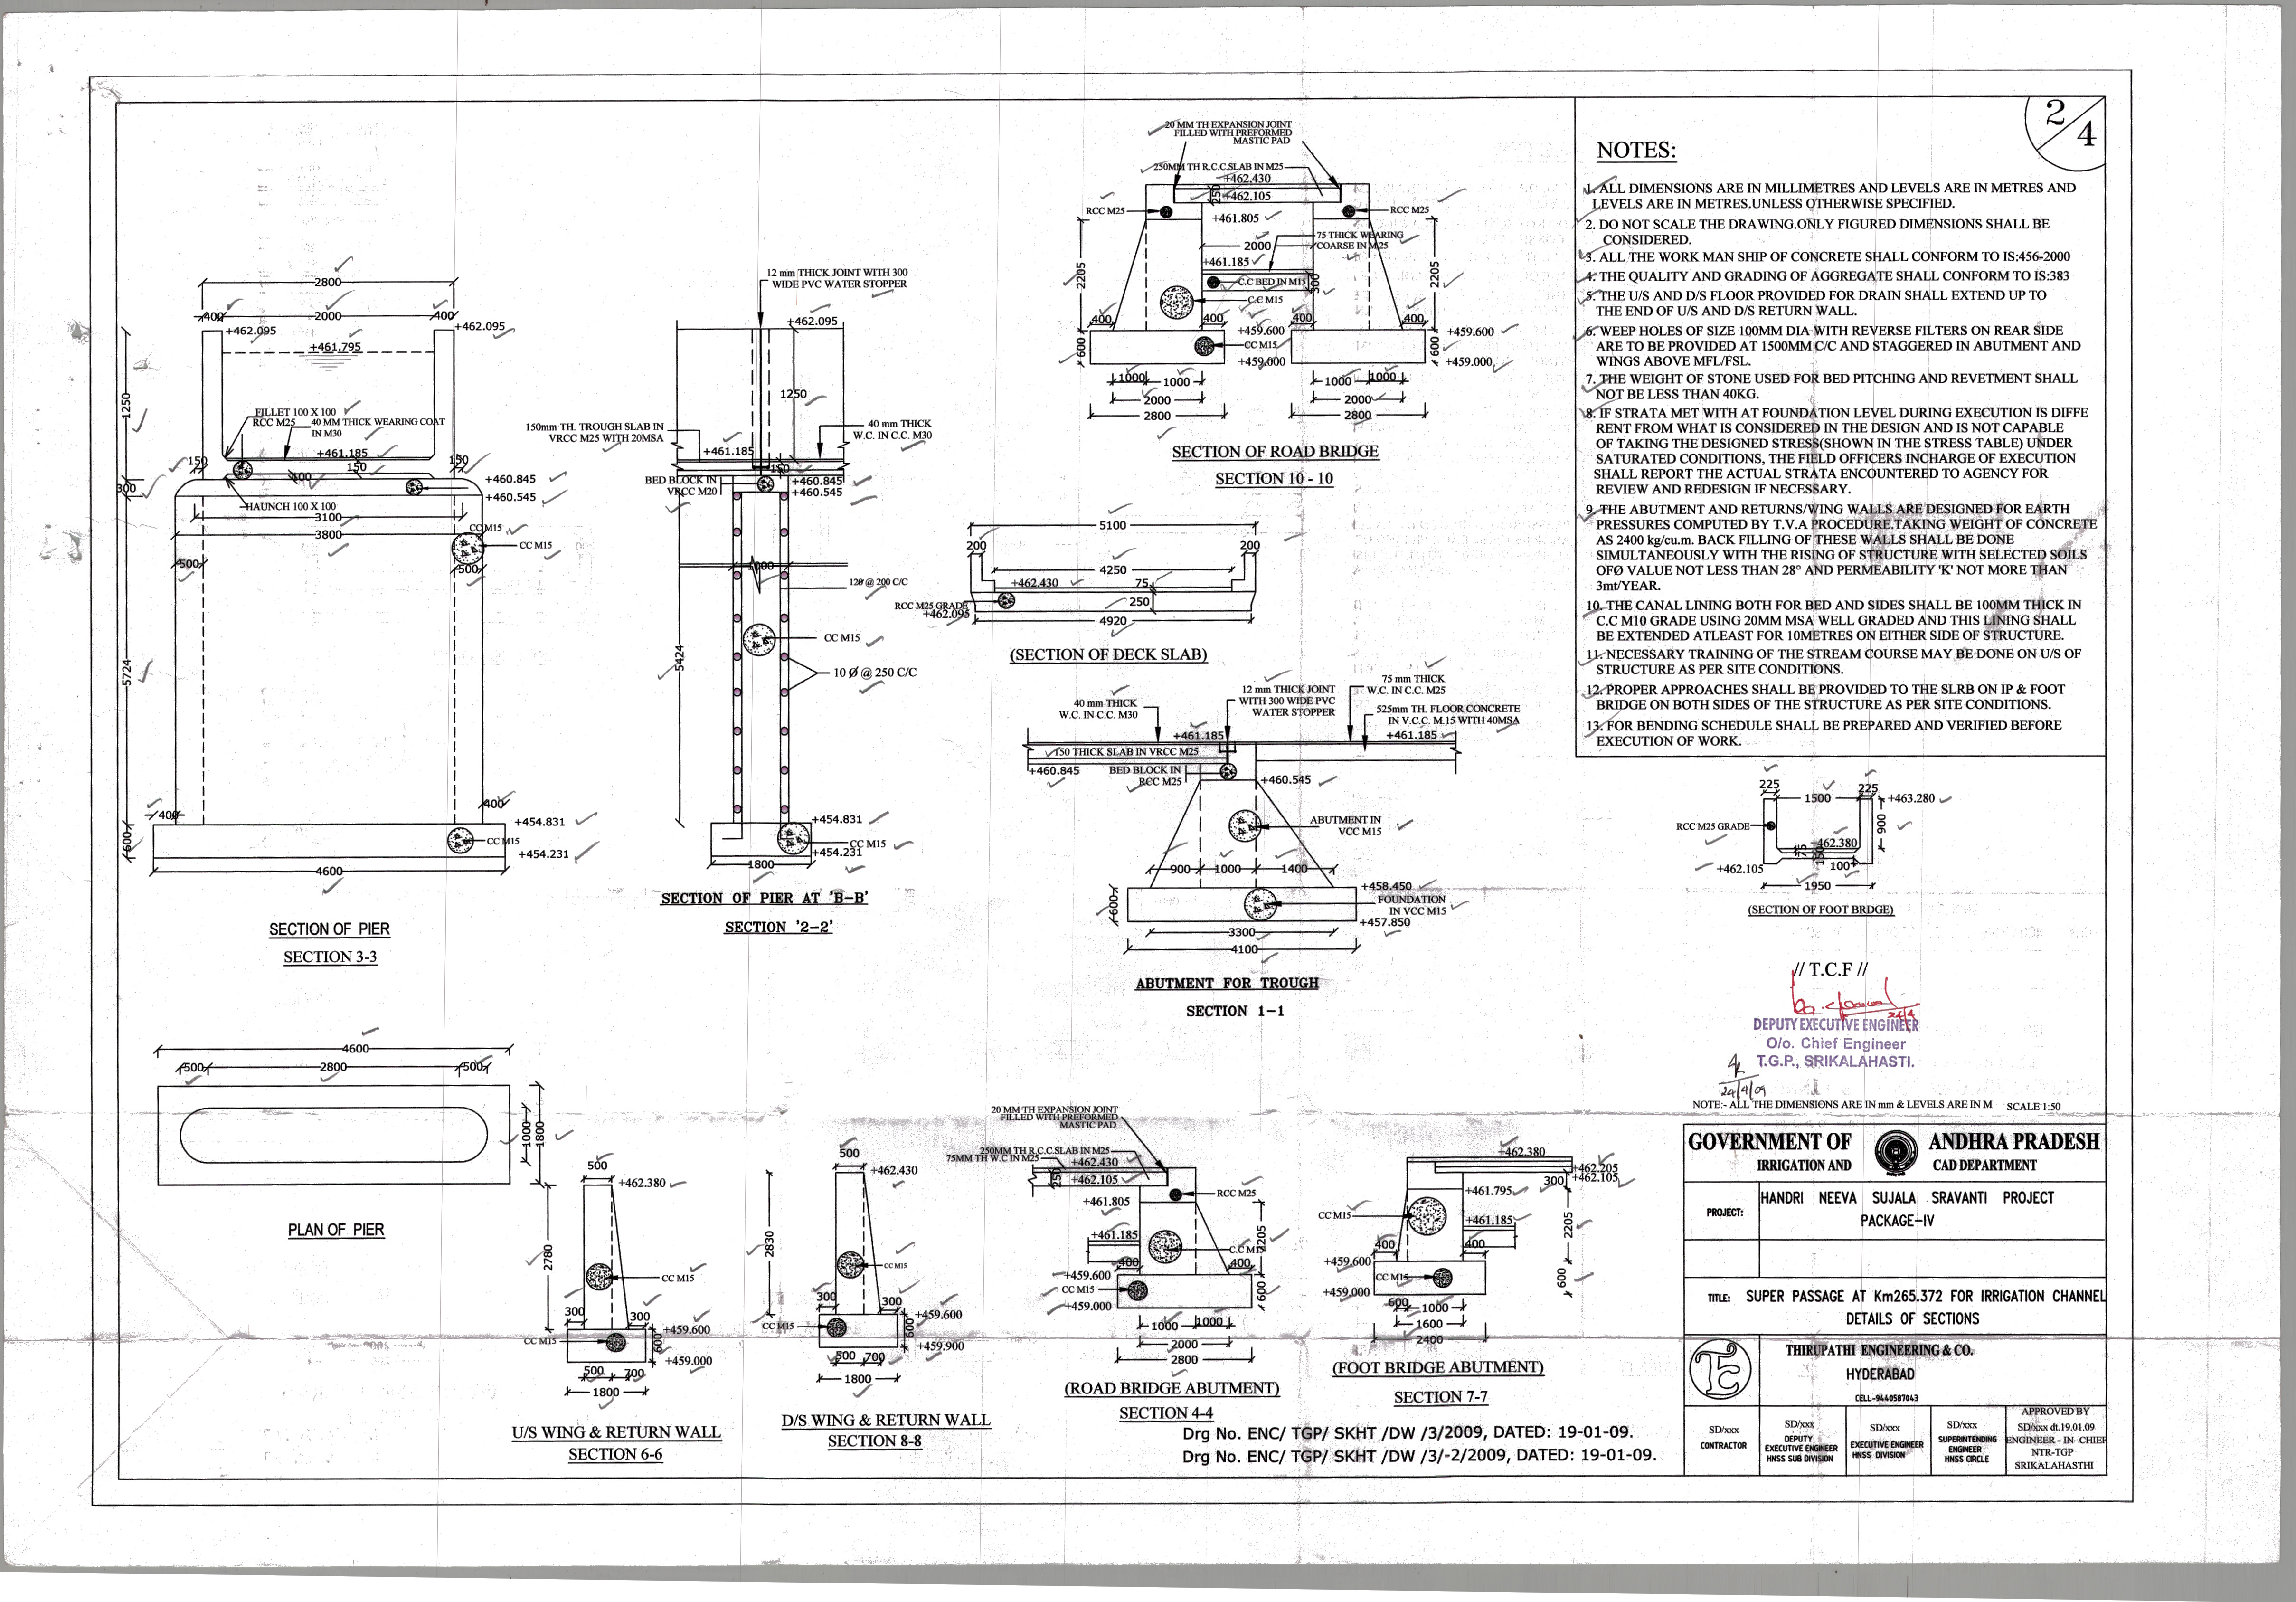 2/4
NOTES:
1. ALL DIMENSIONS ARE IN MILLIMETRES AND LEVELS ARE IN METRES AND
LEVELS ARE IN METRES.UNLESS OTHERWISE SPECIFIED.
2. DO NOT SCALE THE DRAWING.ONLY FIGURED DIMENSIONS SHALL BE
CONSIDERED.
3. ALL THE WORK MAN SHIP OF CONCRETE SHALL CONFORM TO IS:456-2000
4. THE QUALITY AND GRADING OF AGGREGATE SHALL CONFORM TO IS:383
5. THE U/S AND D/S FLOOR PROVIDED FOR DRAIN SHALL EXTEND UP TO
THE END OF U/S AND D/S RETURN WALL.
6. WEEP HOLES OF SIZE 100MM DIA WITH REVERSE FILTERS ON REAR SIDE
ARE TO BE PROVIDED AT 1500MM C/C AND STAGGERED IN ABUTMENT AND
WINGS ABOVE MFL/FSL.
7. THE WEIGHT OF STONE USED FOR BED PITCHING AND REVETMENT SHALL
NOT BE LESS THAN 40KG.
8. IF STRATA MET WITH AT FOUNDATION LEVEL DURING EXECUTION IS DIFFE
RENT FROM WHAT IS CONSIDERED IN THE DESIGN AND IS NOT CAPABLE
OF TAKING THE DESIGNED STRESS(SHOWN IN THE STRESS TABLE) UNDER
SATURATED CONDITIONS, THE FIELD OFFICERS INCHARGE OF EXECUTION
SHALL REPORT THE ACTUAL STRATA ENCOUNTERED TO AGENCY FOR
REVIEW AND REDESIGN IF NECESSARY.
9. THE ABUTMENT AND RETURNS/WING WALLS ARE DESIGNED FOR EARTH
PRESSURES COMPUTED BY T.V.A PROCEDURE.TAKING WEIGHT OF CONCRETE
AS 2400 kg/cu.m. BACK FILLING OF THESE WALLS SHALL BE DONE
SIMULTANEOUSLY WITH THE RISING OF STRUCTURE WITH SELECTED SOILS
OFØ VALUE NOT LESS THAN 28° AND PERMEABILITY 'K' NOT MORE THAN
3mt/YEAR.
10. THE CANAL LINING BOTH FOR BED AND SIDES SHALL BE 100MM THICK IN
C.C M10 GRADE USING 20MM MSA WELL GRADED AND THIS LINING SHALL
BE EXTENDED ATLEAST FOR 10METRES ON EITHER SIDE OF STRUCTURE.
11. NECESSARY TRAINING OF THE STREAM COURSE MAY BE DONE ON U/S OF
STRUCTURE AS PER SITE CONDITIONS.
12. PROPER APPROACHES SHALL BE PROVIDED TO THE SLRB ON IP & FOOT
BRIDGE ON BOTH SIDES OF THE STRUCTURE AS PER SITE CONDITIONS.
13. FOR BENDING SCHEDULE SHALL BE PREPARED AND VERIFIED BEFORE
EXECUTION OF WORK.
2800
400 2000 400
+462.095 +462.095
+461.795
1250
FILLET 100 X 100
RCC M25
40 MM THICK WEARING COAT
IN M30
+461.185
150 150 150
100
+460.845
300
+460.545
HAUNCH 100 X 100
3100
CC M15
3800
CC M15
500 500
5724
400 400
+454.831
600
CC M15
+454.231
4600
SECTION OF PIER
SECTION 3-3
12 mm THICK JOINT WITH 300
WIDE PVC WATER STOPPER
+462.095
1250
150mm TH. TROUGH SLAB IN
VRCC M25 WITH 20MSA
40 mm THICK
W.C. IN C.C. M30
+461.185
150
BED BLOCK IN
VRCC M20
+460.845
+460.545
1000
12Ø @ 200 C/C
CC M15
5424
10 Ø @ 250 C/C
+454.831
CC M15
+454.231
1800
SECTION OF PIER AT 'B-B'
SECTION '2-2'
20 MM TH EXPANSION JOINT
FILLED WITH PREFORMED
MASTIC PAD
250MM TH R.C.C.SLAB IN M25
+462.430
250
+462.105
RCC M25 RCC M25
+461.805
75 THICK WEARING
COARSE IN M25
2000
+461.185
2205 2205
C.C BED IN M15
300
C.C M15
400 400 400 400
+459.600 +459.600
600 CC M15 600
+459.000 +459.000
1000 1000 1000 1000
2000 2000
2800 2800
SECTION OF ROAD BRIDGE
SECTION 10 - 10
5100
200 200
4250
+462.430 75
RCC M25 GRADE 250
+462.095
4920
(SECTION OF DECK SLAB)
40 mm THICK
W.C. IN C.C. M30
12 mm THICK JOINT
WITH 300 WIDE PVC
WATER STOPPER
75 mm THICK
W.C. IN C.C. M25
525mm TH. FLOOR CONCRETE
IN V.C.C. M.15 WITH 40MSA
+461.185 +461.185
150 THICK SLAB IN VRCC M25
+460.845
BED BLOCK IN
RCC M25
+460.545
ABUTMENT IN
VCC M15
900 1000 1400
+458.450
600
FOUNDATION
IN VCC M15
+457.850
3300
4100
ABUTMENT FOR TROUGH
SECTION 1-1
225 1500 225
+463.280
RCC M25 GRADE
900
+462.380
75 150
+462.105 100
1950
(SECTION OF FOOT BRDGE)
// T.C.F //
24/4
DEPUTY EXECUTIVE ENGINEER
O/o. Chief Engineer
T.G.P., SRIKALAHASTI.
24/4/09
NOTE:- ALL THE DIMENSIONS ARE IN mm & LEVELS ARE IN M SCALE 1:50
4600
500 2800 500
1000 1800
PLAN OF PIER
500
+462.380
2780
CC M15
300 300
+459.600
CC M15 600
+459.000
500 700
1800
U/S WING & RETURN WALL
SECTION 6-6
500
+462.430
2830
CC M15
300 300
+459.600
CC M15 600
+459.900
500 700
1800
D/S WING & RETURN WALL
SECTION 8-8
20 MM TH EXPANSION JOINT
FILLED WITH PREFORMED
MASTIC PAD
250MM TH R.C.C.SLAB IN M25
75MM TH W.C IN M25
+462.430
250
+462.105
RCC M25
+461.805
+461.185
2205
C.C M15
400 400
+459.600
CC M15 600
+459.000
1000 1000
2000
2800
(ROAD BRIDGE ABUTMENT)
SECTION 4-4
+462.380
+462.205
300 +462.105
+461.795
CC M15
+461.185
2205
400 400
+459.600
CC M15
600
+459.000
600 1000
1600
2400
(FOOT BRIDGE ABUTMENT)
SECTION 7-7
Drg No. ENC/ TGP/ SKHT /DW /3/2009, DATED: 19-01-09.
Drg No. ENC/ TGP/ SKHT /DW /3/-2/2009, DATED: 19-01-09.
GOVERNMENT OF ANDHRA PRADESH
IRRIGATION AND CAD DEPARTMENT
PROJECT: HANDRI NEEVA SUJALA SRAVANTI PROJECT
PACKAGE-IV
TITLE: SUPER PASSAGE AT Km265.372 FOR IRRIGATION CHANNEL
DETAILS OF SECTIONS
THIRUPATHI ENGINEERING & CO.
HYDERABAD
CELL-9440587043
SD/xxx
CONTRACTOR
SD/xxx
DEPUTY
EXECUTIVE ENGINEER
HNSS SUB DIVISION
SD/xxx
EXECUTIVE ENGINEER
HNSS DIVISION
SD/xxx
SUPERINTENDING
ENGINEER
HNSS CIRCLE
APPROVED BY
SD/xxx dt.19.01.09
ENGINEER - IN- CHIEF
NTR-TGP
SRIKALAHASTHI